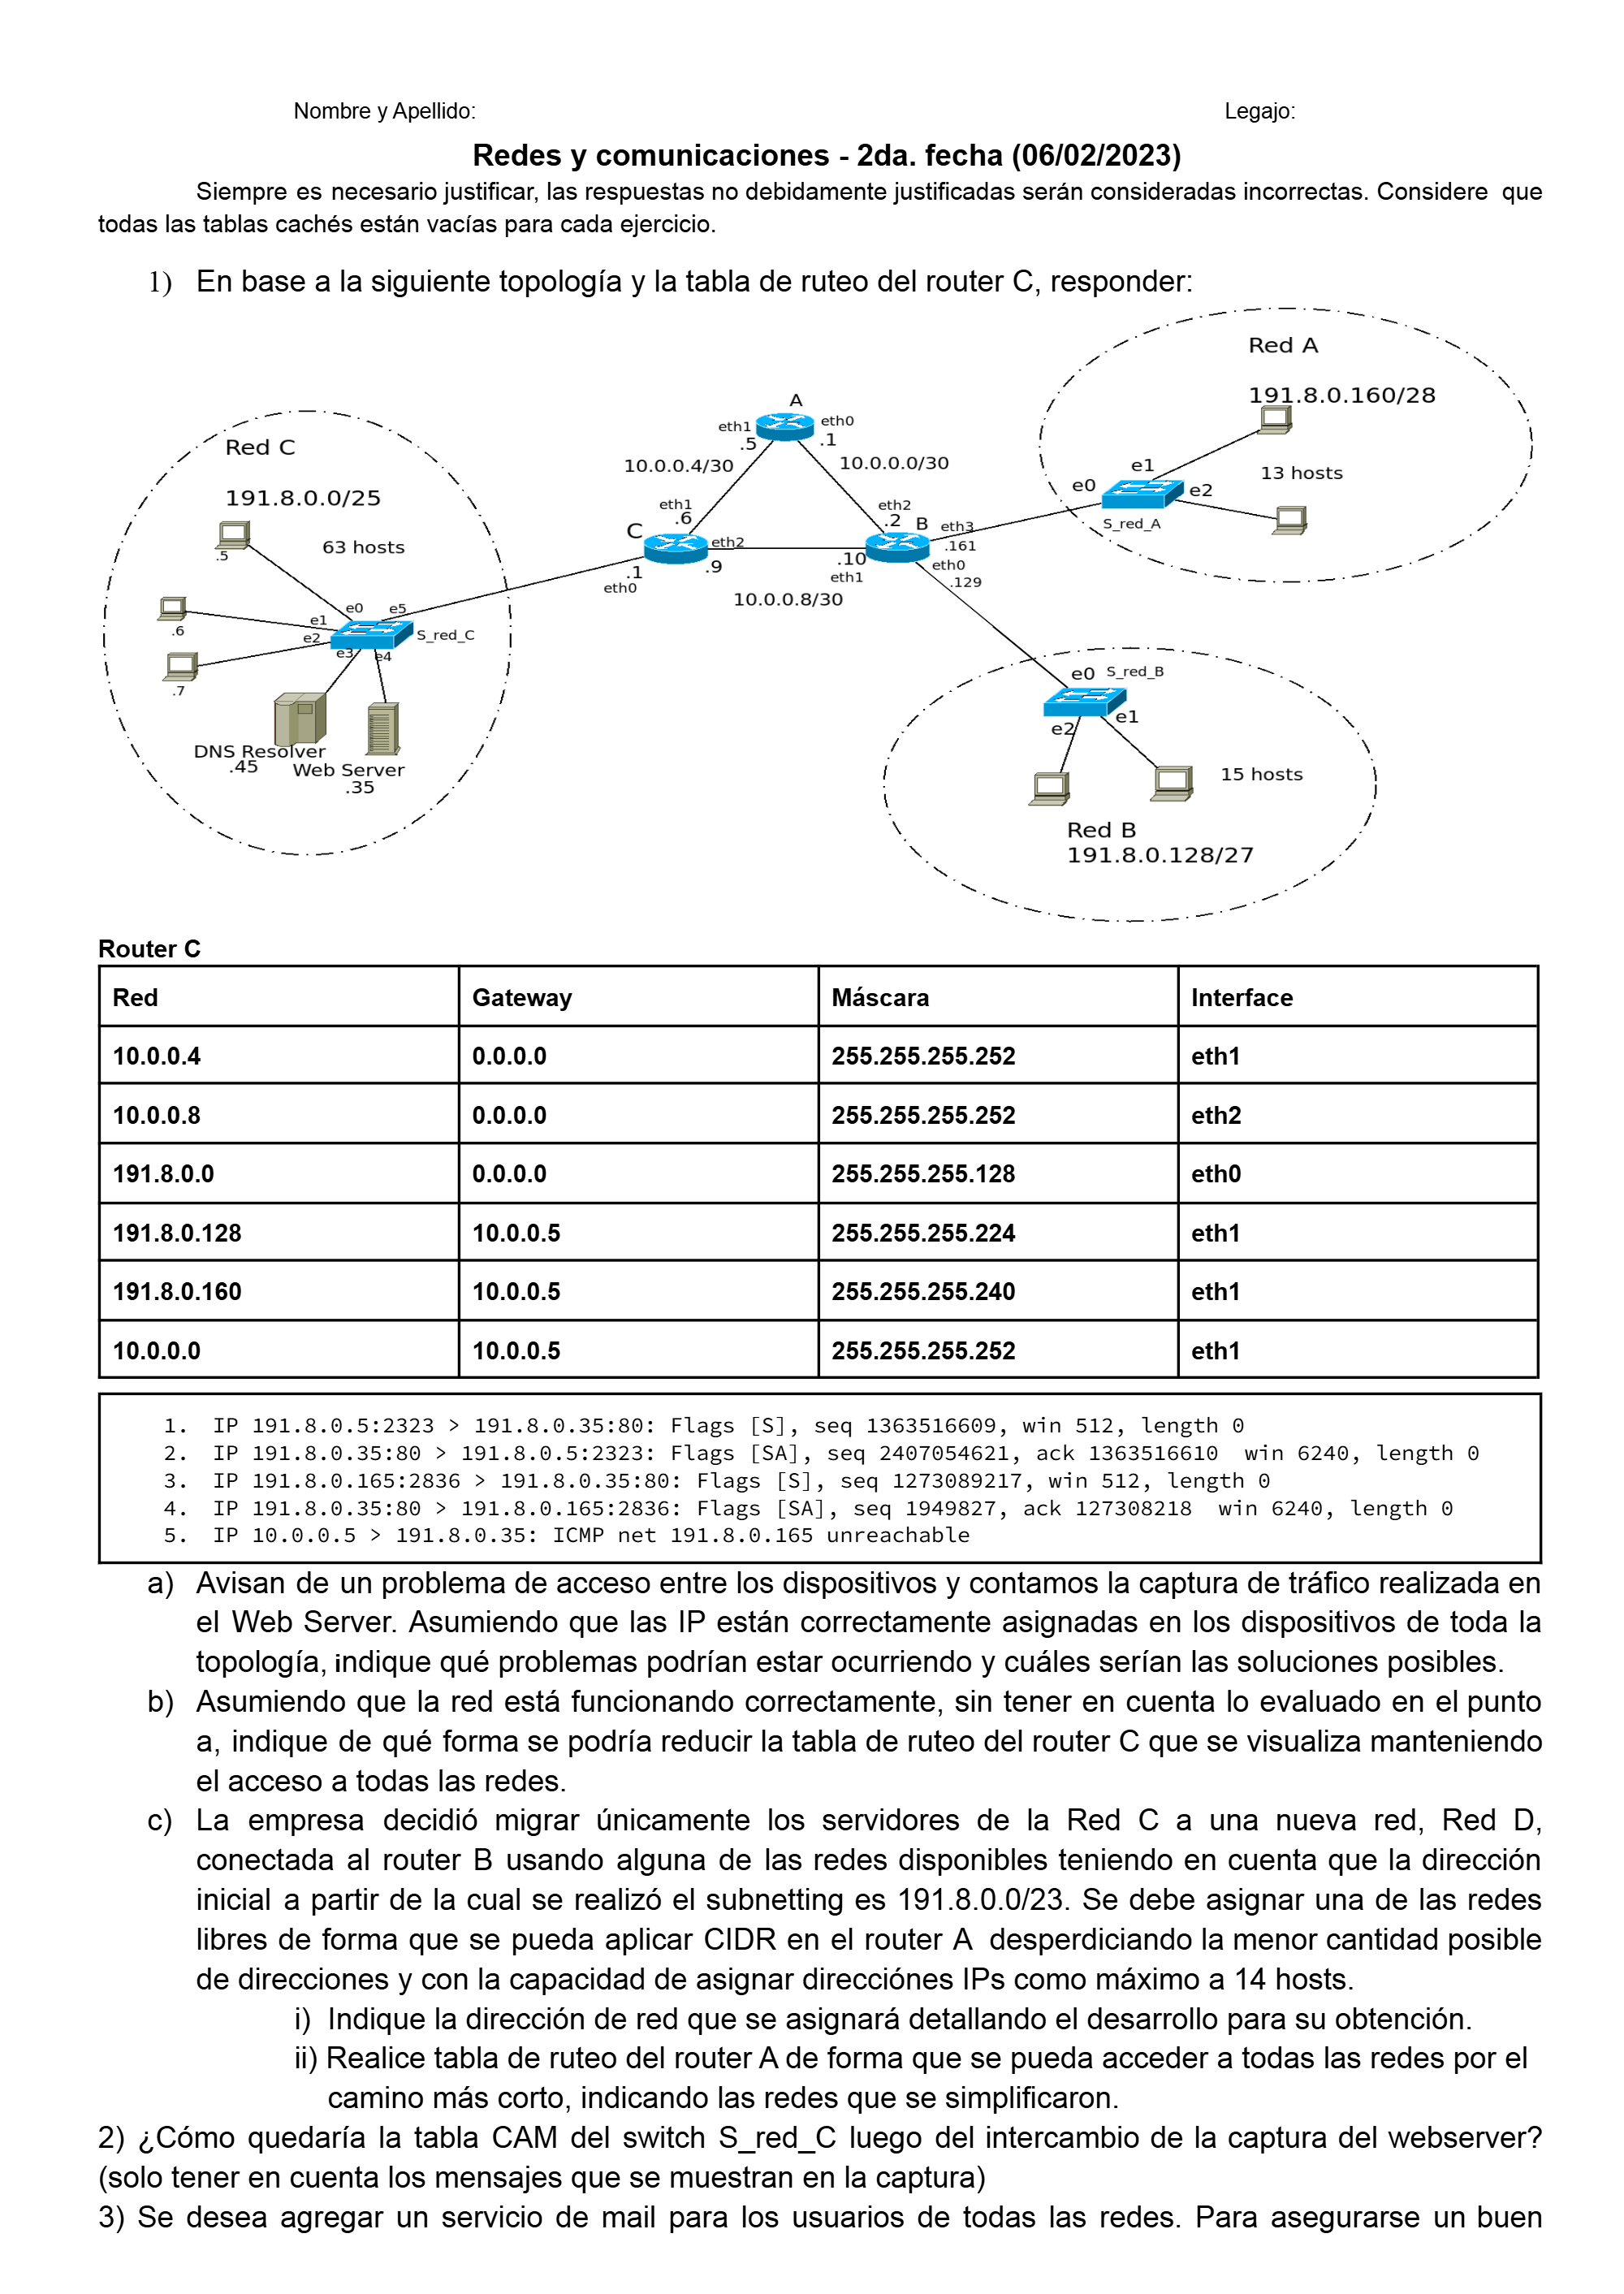 Nombre y Apellido: Legajo:
Redes y comunicaciones - 2da. fecha (06/02/2023)
Siempre es necesario justificar, las respuestas no debidamente justificadas serán consideradas incorrectas. Considere que
todas las tablas cachés están vacías para cada ejercicio.
1) En base a la siguiente topología y la tabla de ruteo del router C, responder:
Red A
191.8.0.160/28
13 hosts
e1
e0
e2
S_red_A
A
eth1
.5
eth0
.1
10.0.0.4/30
10.0.0.0/30
Red C
191.8.0.0/25
63 hosts
.5
.6
.7
e0
e5
e1
e2
e3
e4
S_red_C
DNS Resolver
.45
Web Server
.35
eth1
.6
C
eth2
.9
.1
eth0
eth2
.2
B
eth3
.161
.10
eth1
eth0
.129
10.0.0.8/30
e0
S_red_B
e1
e2
15 hosts
Red B
191.8.0.128/27
Router C
Red Gateway Máscara Interface
10.0.0.4 0.0.0.0 255.255.255.252 eth1
10.0.0.8 0.0.0.0 255.255.255.252 eth2
191.8.0.0 0.0.0.0 255.255.255.128 eth0
191.8.0.128 10.0.0.5 255.255.255.224 eth1
191.8.0.160 10.0.0.5 255.255.255.240 eth1
10.0.0.0 10.0.0.5 255.255.255.252 eth1
1. IP 191.8.0.5:2323 > 191.8.0.35:80: Flags [S], seq 1363516609, win 512, length 0
2. IP 191.8.0.35:80 > 191.8.0.5:2323: Flags [SA], seq 2407054621, ack 1363516610 win 6240, length 0
3. IP 191.8.0.165:2836 > 191.8.0.35:80: Flags [S], seq 1273089217, win 512, length 0
4. IP 191.8.0.35:80 > 191.8.0.165:2836: Flags [SA], seq 1949827, ack 127308218 win 6240, length 0
5. IP 10.0.0.5 > 191.8.0.35: ICMP net 191.8.0.165 unreachable
a) Avisan de un problema de acceso entre los dispositivos y contamos la captura de tráfico realizada en
el Web Server. Asumiendo que las IP están correctamente asignadas en los dispositivos de toda la
topología, indique qué problemas podrían estar ocurriendo y cuáles serían las soluciones posibles.
b) Asumiendo que la red está funcionando correctamente, sin tener en cuenta lo evaluado en el punto
a, indique de qué forma se podría reducir la tabla de ruteo del router C que se visualiza manteniendo
el acceso a todas las redes.
c) La empresa decidió migrar únicamente los servidores de la Red C a una nueva red, Red D,
conectada al router B usando alguna de las redes disponibles teniendo en cuenta que la dirección
inicial a partir de la cual se realizó el subnetting es 191.8.0.0/23. Se debe asignar una de las redes
libres de forma que se pueda aplicar CIDR en el router A desperdiciando la menor cantidad posible
de direcciones y con la capacidad de asignar direcciónes IPs como máximo a 14 hosts.
i) Indique la dirección de red que se asignará detallando el desarrollo para su obtención.
ii) Realice tabla de ruteo del router A de forma que se pueda acceder a todas las redes por el
camino más corto, indicando las redes que se simplificaron.
2) ¿Cómo quedaría la tabla CAM del switch S_red_C luego del intercambio de la captura del webserver?
(solo tener en cuenta los mensajes que se muestran en la captura)
3) Se desea agregar un servicio de mail para los usuarios de todas las redes. Para asegurarse un buen